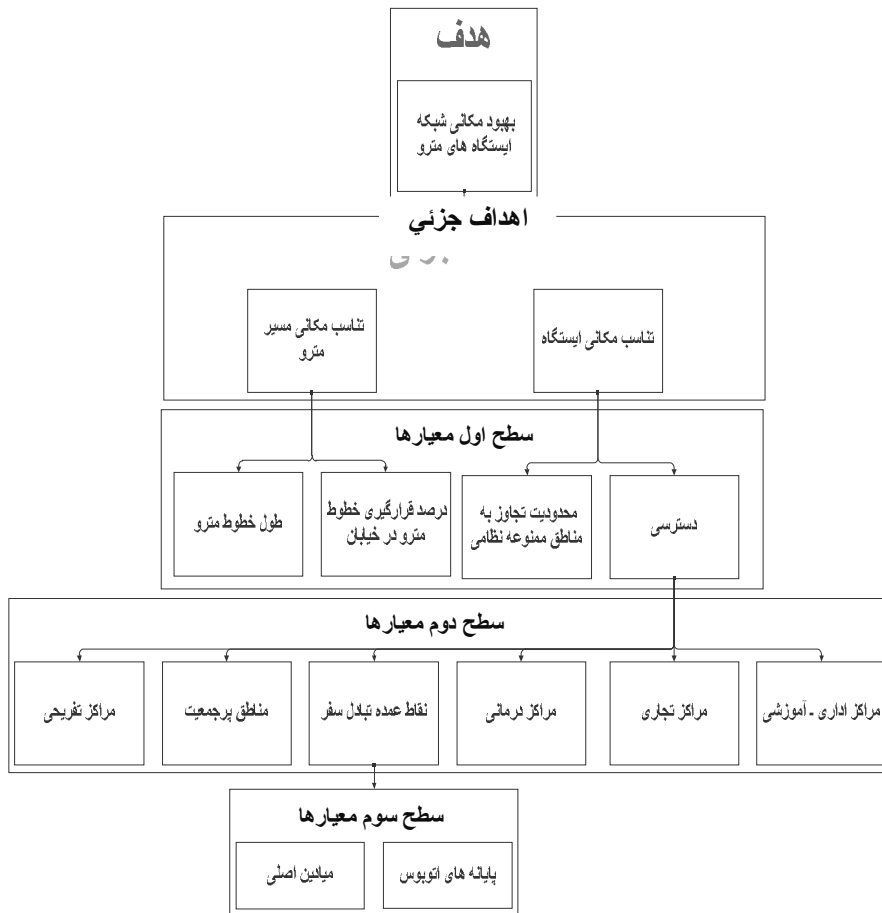 هدف
بهبود مکانی شبکه
ایستگاه های مترو
اهداف جزئي
تناسب مکانی ایستگاه
تناسب مکانی مسیر
مترو
سطح اول معیارها
دسترسی
محدودیت تجاوز به
مناطق ممنوعه نظامی
درصد قرارگیری خطوط
مترو در خیابان
طول خطوط مترو
سطح دوم معیارها
مراکز اداری - آموزشی
مراکز تجاری
مراکز درمانی
نقاط عمده تبادل سفر
مناطق پرجمعیت
مراکز تفریحی
سطح سوم معیارها
پایانه های اتوبوس
میادین اصلی